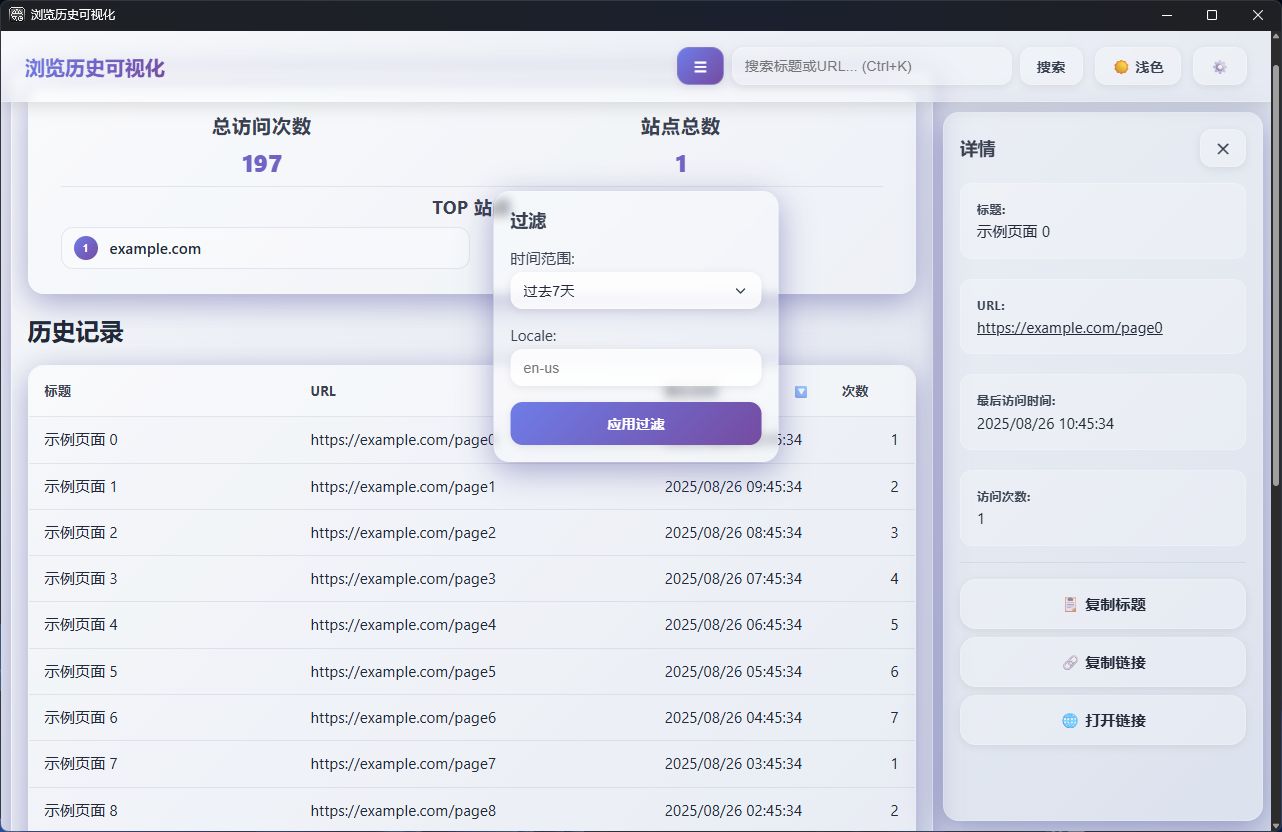 浏览历史可视化
浏览历史可视化
搜索标题或URL... (Ctrl+K)
搜索
浅色
总访问次数
站点总数
197
1
TOP 站
1 example.com
历史记录
标题 URL 次数
示例页面 0 https://example.com/page0 5:34 1
示例页面 1 https://example.com/page1 2025/08/26 09:45:34 2
示例页面 2 https://example.com/page2 2025/08/26 08:45:34 3
示例页面 3 https://example.com/page3 2025/08/26 07:45:34 4
示例页面 4 https://example.com/page4 2025/08/26 06:45:34 5
示例页面 5 https://example.com/page5 2025/08/26 05:45:34 6
示例页面 6 https://example.com/page6 2025/08/26 04:45:34 7
示例页面 7 https://example.com/page7 2025/08/26 03:45:34 1
示例页面 8 https://example.com/page8 2025/08/26 02:45:34 2
过滤
时间范围:
过去7天
Locale:
en-us
应用过滤
详情
标题:
示例页面 0
URL:
https://example.com/page0
最后访问时间:
2025/08/26 10:45:34
访问次数:
1
复制标题
复制链接
打开链接